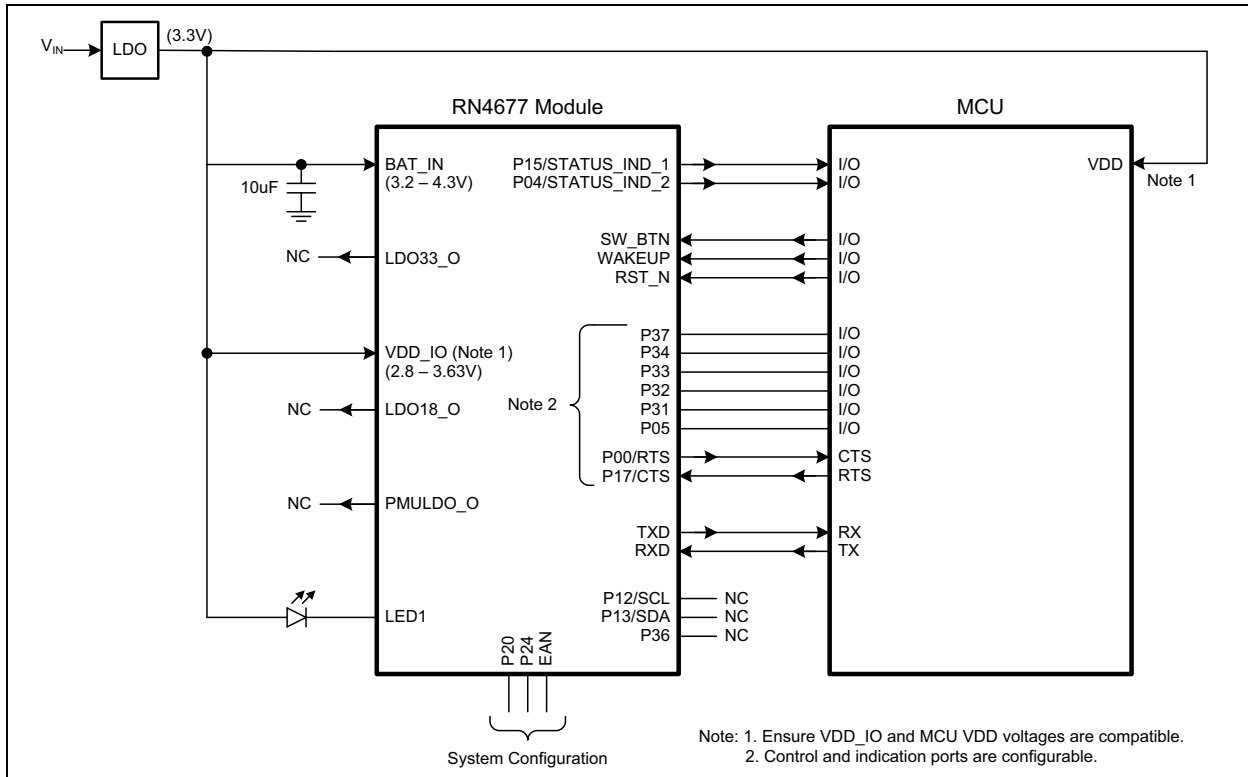 V_IN
LDO
(3.3V)
RN4677 Module
MCU
BAT_IN
(3.2 – 4.3V)
10uF
NC
LDO33_O
VDD_IO (Note 1)
(2.8 – 3.63V)
NC
LDO18_O
NC
PMULDO_O
LED1
P15/STATUS_IND_1
P04/STATUS_IND_2
SW_BTN
WAKEUP
RST_N
Note 2
P37
P34
P33
P32
P31
P05
P00/RTS
P17/CTS
TXD
RXD
P12/SCL
P13/SDA
P36
NC
NC
NC
I/O
I/O
I/O
I/O
I/O
I/O
I/O
I/O
I/O
I/O
I/O
CTS
RTS
RX
TX
VDD
Note 1
P20
P24
EAN
System Configuration
Note: 1. Ensure VDD_IO and MCU VDD voltages are compatible.
2. Control and indication ports are configurable.